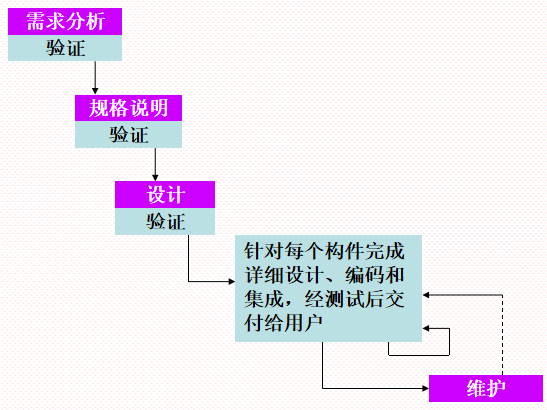 需求分析
验证
规格说明
验证
设计
验证
针对每个构件完成
详细设计、编码和
集成，经测试后交
付给用户
维护